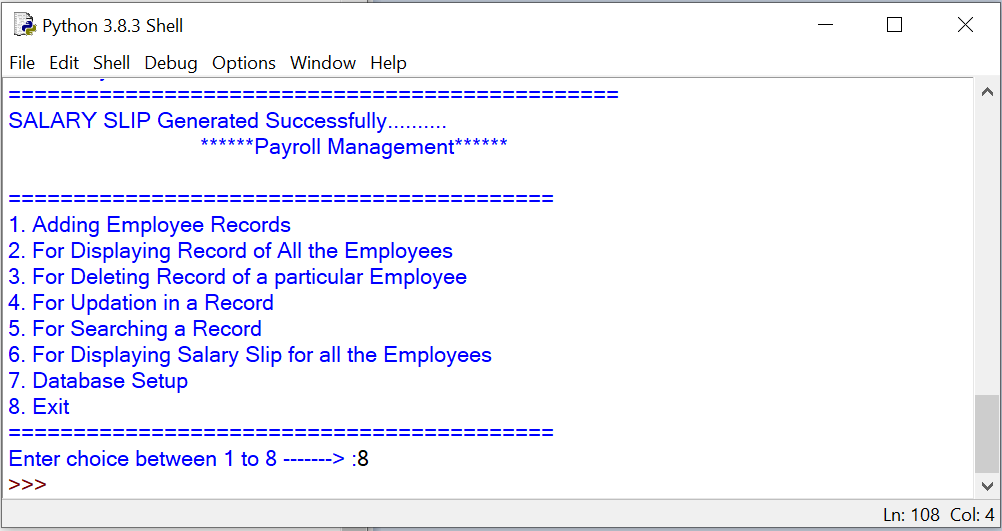 Python 3.8.3 Shell
File Edit Shell Debug Options Window Help
===============================================
SALARY SLIP Generated Successfully..........
******Payroll Management******
==========================================
1. Adding Employee Records
2. For Displaying Record of All the Employees
3. For Deleting Record of a particular Employee
4. For Updation in a Record
5. For Searching a Record
6. For Displaying Salary Slip for all the Employees
7. Database Setup
8. Exit
==========================================
Enter choice between 1 to 8 -------> :8
>>>
Ln: 108 Col: 4